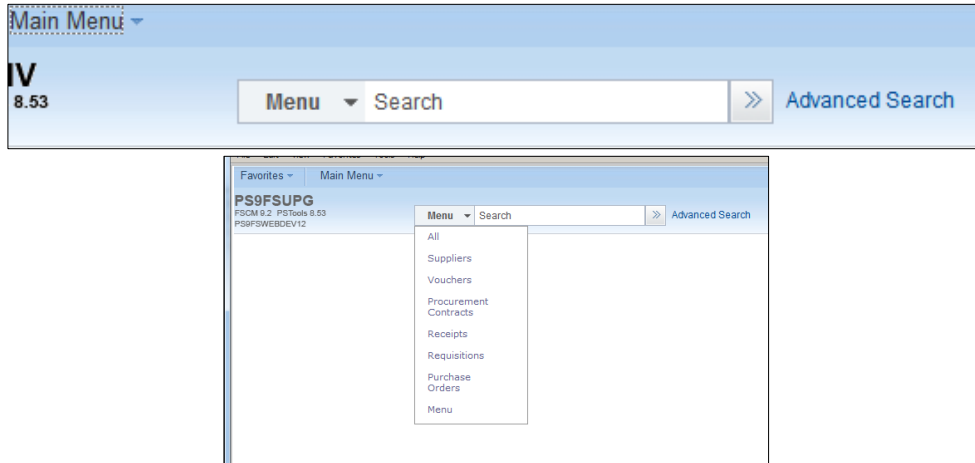 Main Menu
IV
8.53
Menu Search Advanced Search
Favorites Main Menu
PS9FSUPG
FSCM 9.2 PSTools 8.53
PS9FSWEBDEV12
Menu Search Advanced Search
All
Suppliers
Vouchers
Procurement
Contracts
Receipts
Requisitions
Purchase
Orders
Menu